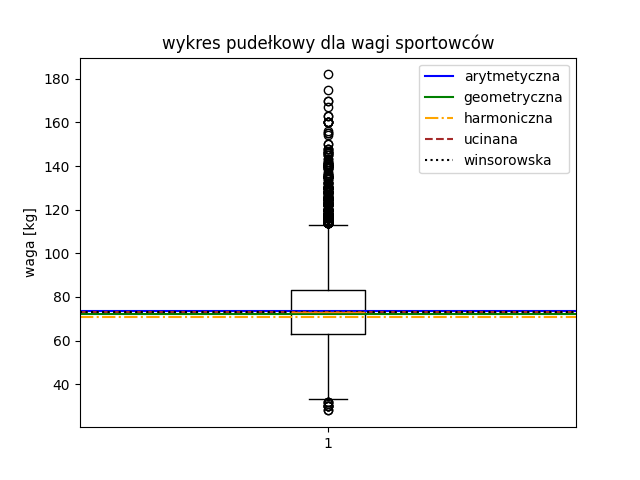 wykres pudełkowy dla wagi sportowców
180
160
140
120
100
80
60
40
waga [kg]
1
arytmetyczna
geometryczna
harmoniczna
ucinana
winsorowska